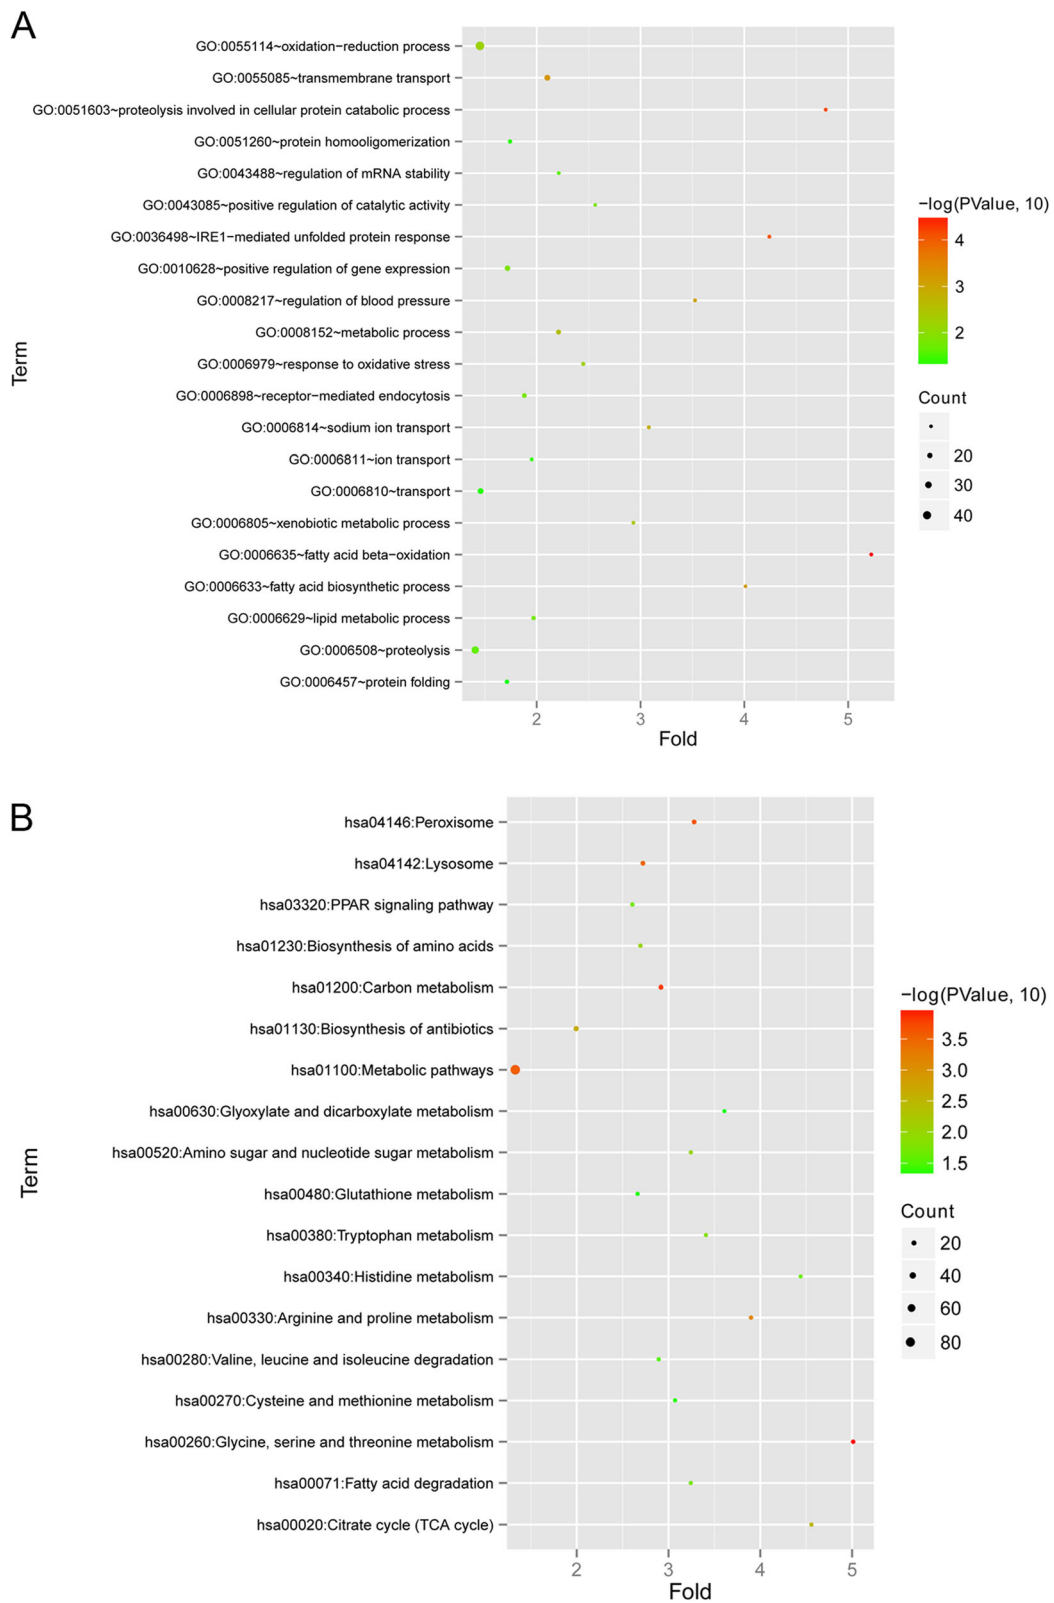 A
GO:0055114~oxidation−reduction process
GO:0055085~transmembrane transport
GO:0051603~proteolysis involved in cellular protein catabolic process
GO:0051260~protein homooligomerization
GO:0043488~regulation of mRNA stability
GO:0043085~positive regulation of catalytic activity
GO:0036498~IRE1−mediated unfolded protein response
GO:0010628~positive regulation of gene expression
GO:0008217~regulation of blood pressure
GO:0008152~metabolic process
GO:0006979~response to oxidative stress
GO:0006898~receptor−mediated endocytosis
GO:0006814~sodium ion transport
GO:0006811~ion transport
GO:0006810~transport
GO:0006805~xenobiotic metabolic process
GO:0006635~fatty acid beta−oxidation
GO:0006633~fatty acid biosynthetic process
GO:0006629~lipid metabolic process
GO:0006508~proteolysis
GO:0006457~protein folding
Term
2 3 4 5
Fold
−log(PValue, 10)
4
3
2
Count
20
30
40
B
hsa04146:Peroxisome
hsa04142:Lysosome
hsa03320:PPAR signaling pathway
hsa01230:Biosynthesis of amino acids
hsa01200:Carbon metabolism
hsa01130:Biosynthesis of antibiotics
hsa01100:Metabolic pathways
hsa00630:Glyoxylate and dicarboxylate metabolism
hsa00520:Amino sugar and nucleotide sugar metabolism
hsa00480:Glutathione metabolism
hsa00380:Tryptophan metabolism
hsa00340:Histidine metabolism
hsa00330:Arginine and proline metabolism
hsa00280:Valine, leucine and isoleucine degradation
hsa00270:Cysteine and methionine metabolism
hsa00260:Glycine, serine and threonine metabolism
hsa00071:Fatty acid degradation
hsa00020:Citrate cycle (TCA cycle)
Term
2 3 4 5
Fold
−log(PValue, 10)
3.5
3.0
2.5
2.0
1.5
Count
20
40
60
80